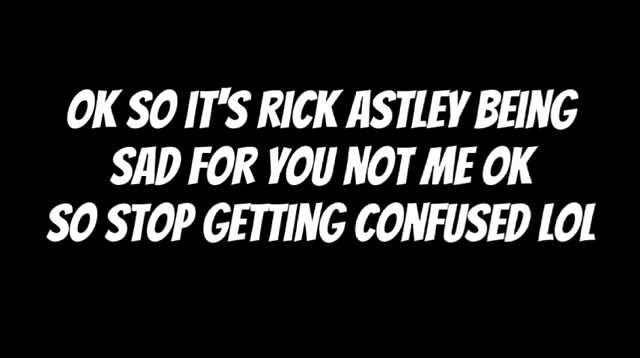 OK SO IT'S RICK ASTLEY BEING
SAD FOR YOU NOT ME OK
SO STOP GETTING CONFUSED LOL